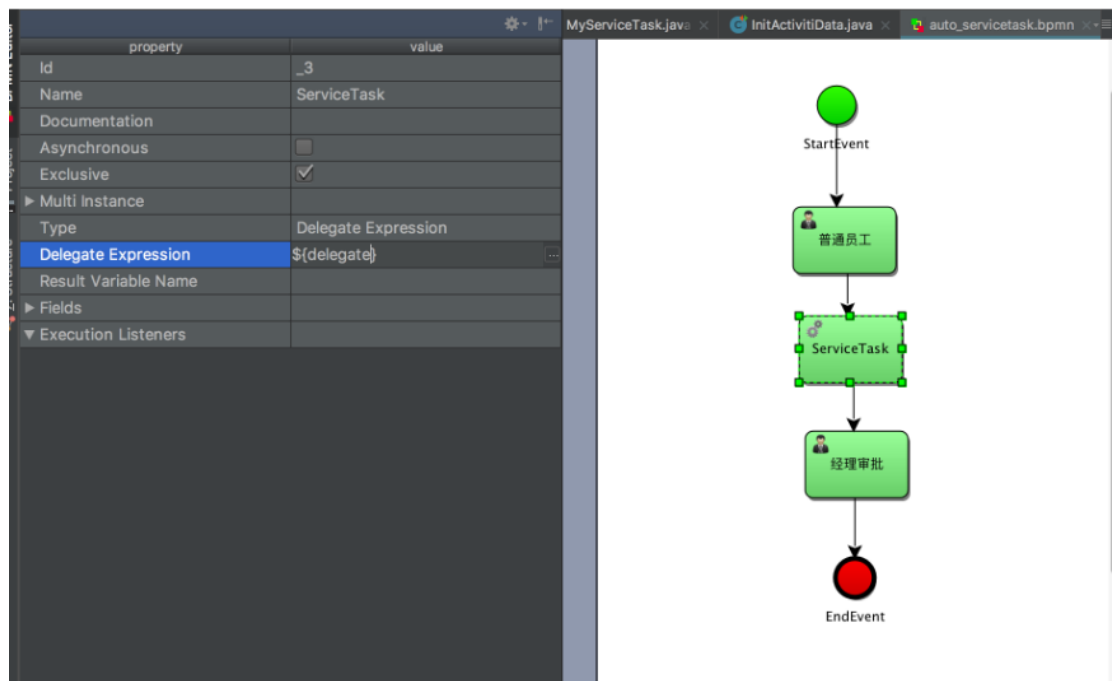 MyServiceTask.java
InitActivitiData.java
auto_servicetask.bpmn
property
value
Id
_3
Name
ServiceTask
Documentation
Asynchronous
Exclusive
Multi Instance
Type
Delegate Expression
Delegate Expression
${delegate}
...
Result Variable Name
Fields
Execution Listeners
StartEvent
普通员工
ServiceTask
经理审批
EndEvent